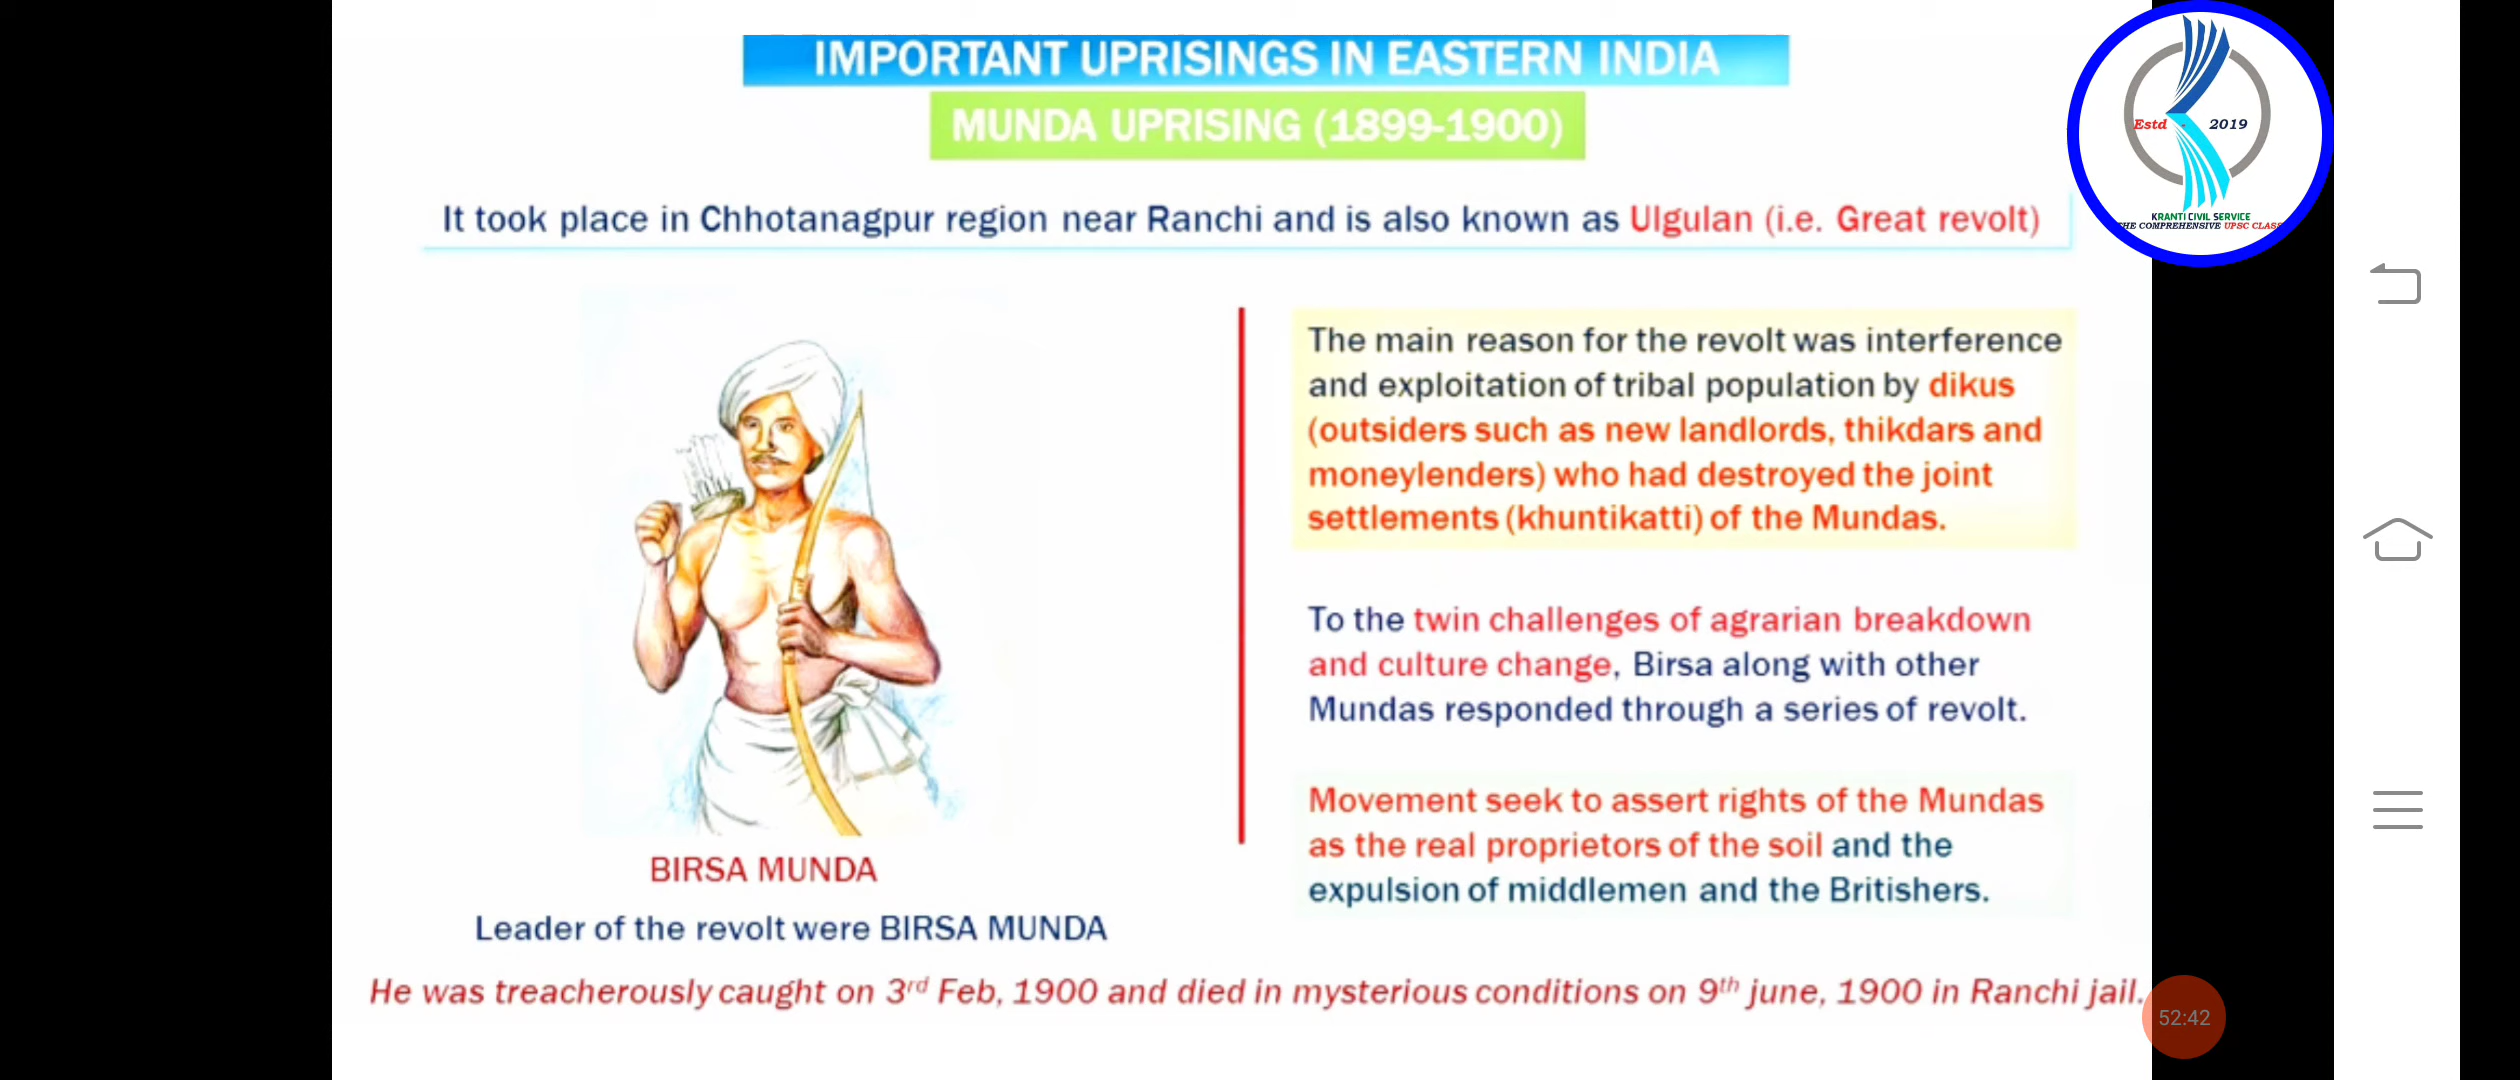 IMPORTANT UPRISINGS IN EASTERN INDIA
MUNDA UPRISING (1899-1900)
Estd - 2019
KRANTI CIVIL SERVICE
THE COMPREHENSIVE UPSC CLASS
It took place in Chhotanagpur region near Ranchi and is also known as Ulgulan (i.e. Great revolt)
The main reason for the revolt was interference
and exploitation of tribal population by dikus
(outsiders such as new landlords, thikdars and
moneylenders) who had destroyed the joint
settlements (khuntikatti) of the Mundas.
To the twin challenges of agrarian breakdown
and culture change, Birsa along with other
Mundas responded through a series of revolt.
Movement seek to assert rights of the Mundas
as the real proprietors of the soil and the
expulsion of middlemen and the Britishers.
BIRSA MUNDA
Leader of the revolt were BIRSA MUNDA
He was treacherously caught on 3rd Feb, 1900 and died in mysterious conditions on 9th june, 1900 in Ranchi jail.
52:42